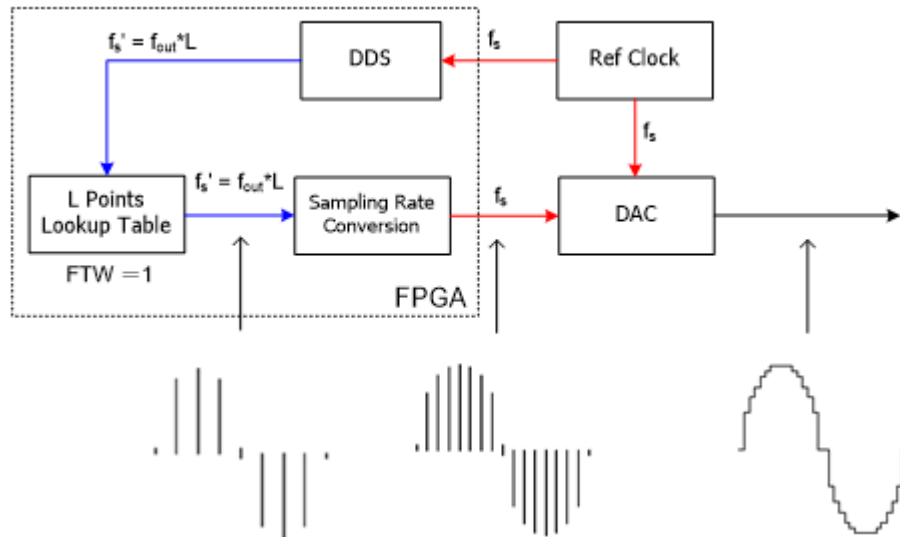 fs' = fout*L
DDS
fs
Ref Clock
fs
L Points
Lookup Table
fs' = fout*L
Sampling Rate
Conversion
fs
DAC
FTW =1
FPGA